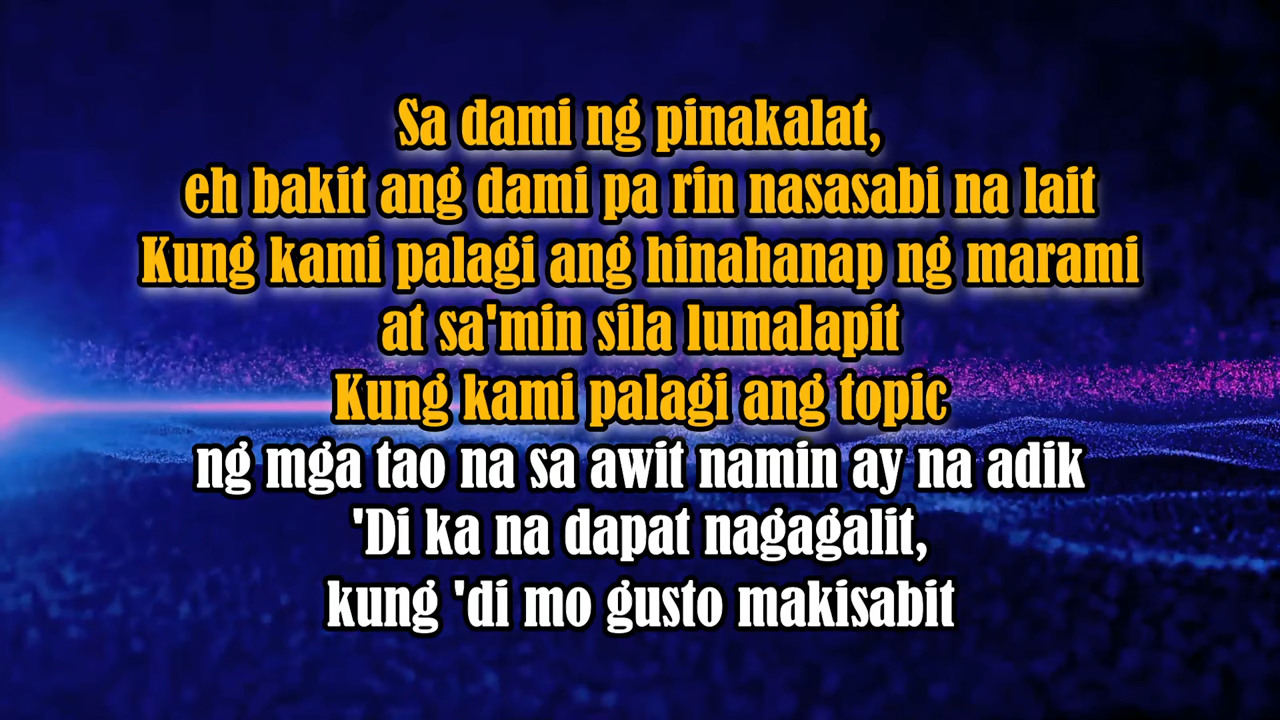 Sa dami ng pinakalat,
eh bakit ang dami pa rin nasasabi na lait
Kung kami palagi ang hinahanap ng marami
at sa'min sila lumalapit
Kung kami palagi ang topic
ng mga tao na sa awit namin ay na adik
'Di ka na dapat nagagalit,
kung 'di mo gusto makisabit